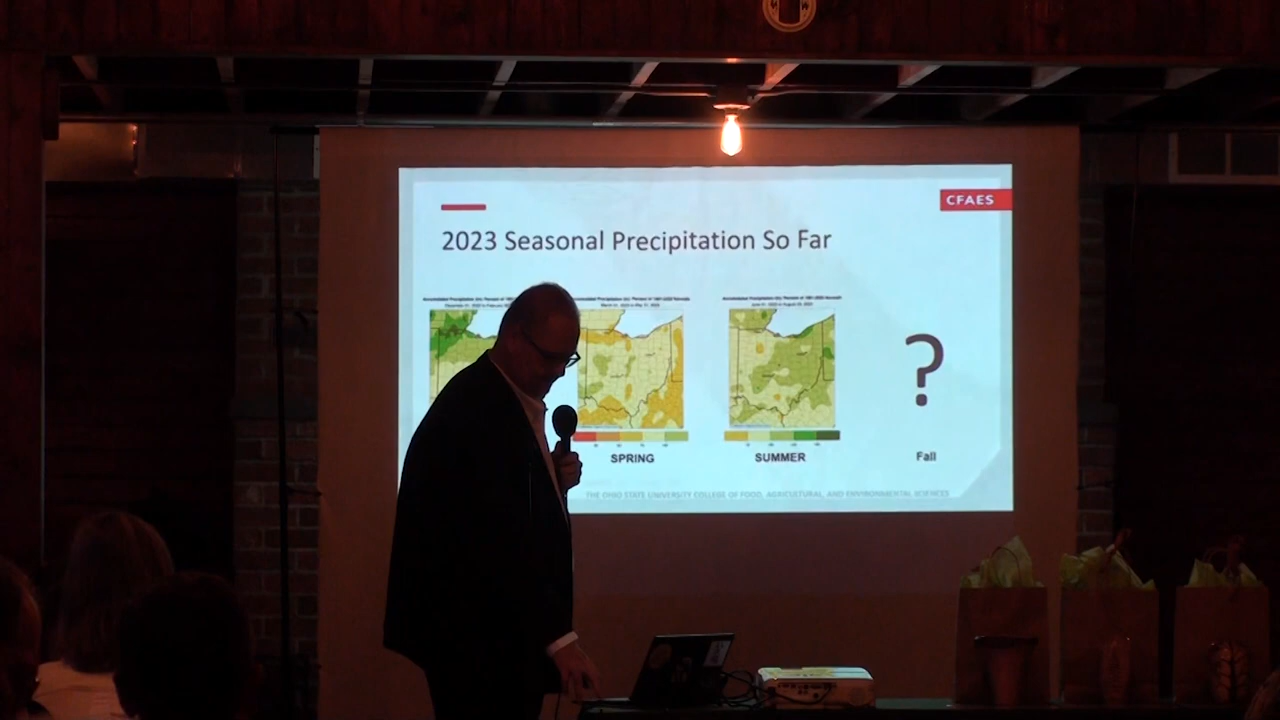 CFAES
2023 Seasonal Precipitation So Far
SPRING
SUMMER
?
Fall
THE OHIO STATE UNIVERSITY COLLEGE OF FOOD, AGRICULTURAL, AND ENVIRONMENTAL SCIENCES